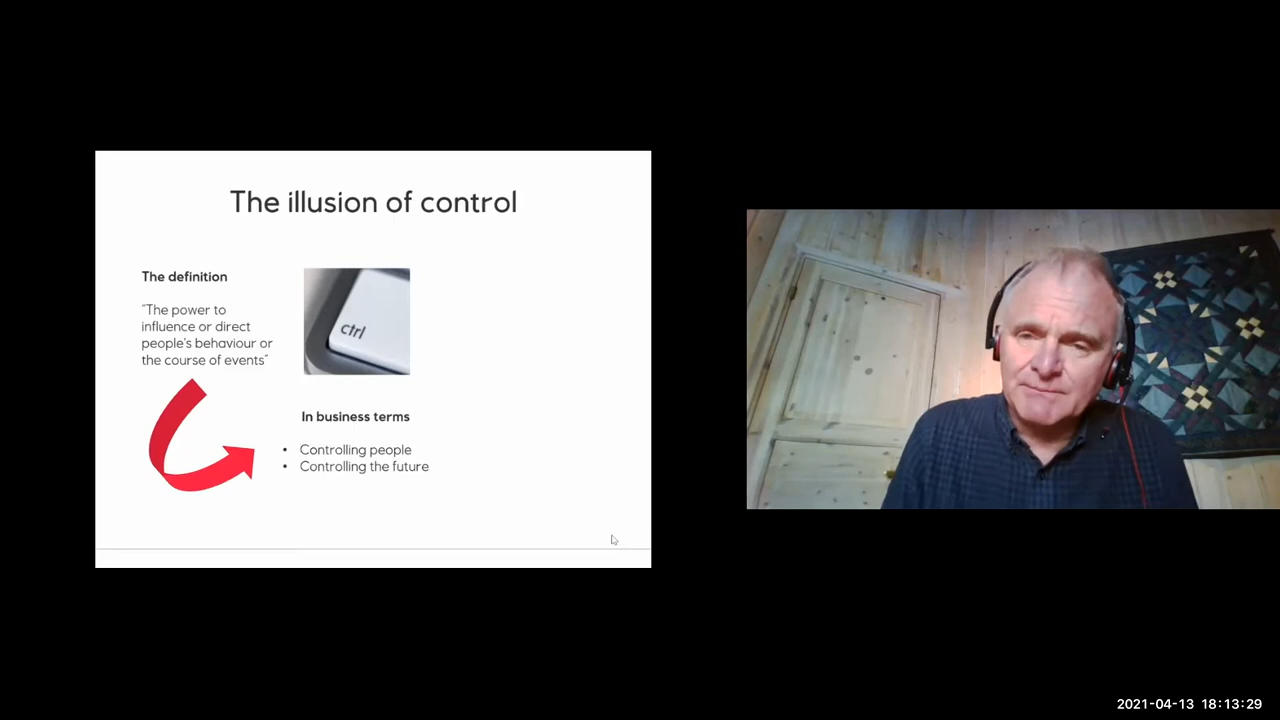 The illusion of control
The definition
“The power to
influence or direct
people's behaviour or
the course of events”
ctrl
In business terms
• Controlling people
• Controlling the future
2021-04-13 18:13:29